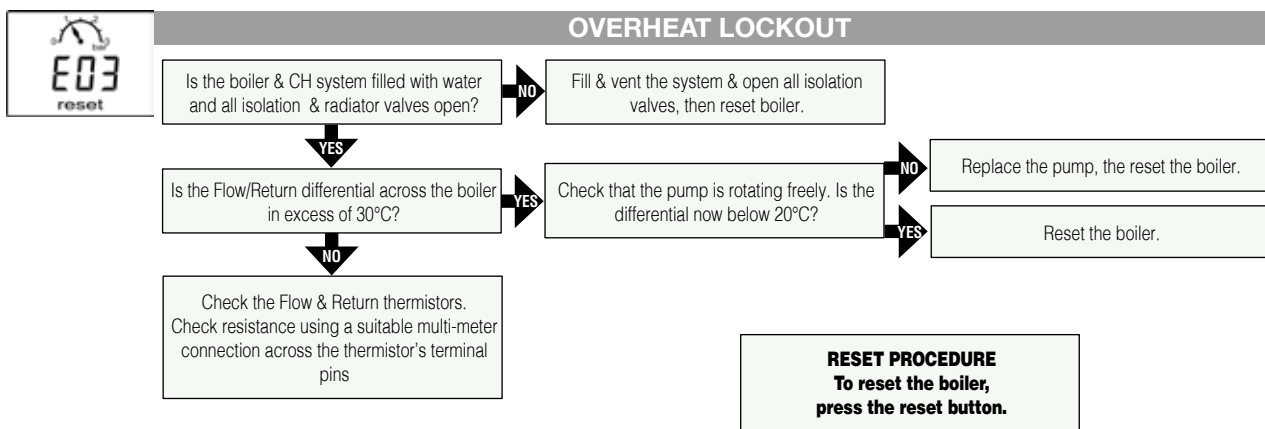 OVERHEAT LOCKOUT
0 1 2 3
bar
E03
reset
Is the boiler & CH system filled with water
and all isolation & radiator valves open?
NO
Fill & vent the system & open all isolation
valves, then reset boiler.
YES
Is the Flow/Return differential across the boiler
in excess of 30°C?
YES
Check that the pump is rotating freely. Is the
differential now below 20°C?
NO
Replace the pump, the reset the boiler.
YES
Reset the boiler.
NO
Check the Flow & Return thermistors.
Check resistance using a suitable multi-meter
connection across the thermistor's terminal
pins
RESET PROCEDURE
To reset the boiler,
press the reset button.